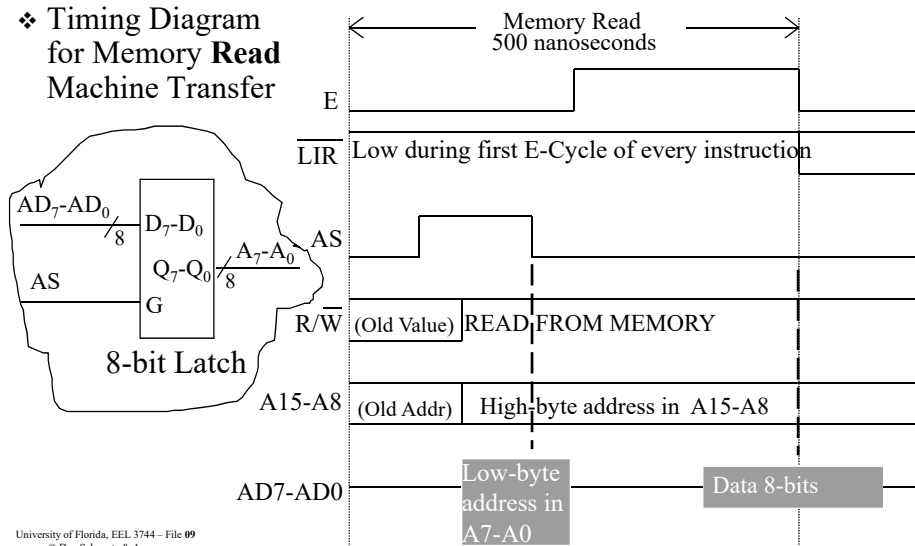 ❖ Timing Diagram
for Memory Read
Machine Transfer
Memory Read
500 nanoseconds
E
LIR
Low during first E-Cycle of every instruction
AD7-AD0
8
D7-D0
Q7-Q0
A7-A0
8
AS
G
8-bit Latch
AS
R/W
(Old Value)
READ FROM MEMORY
A15-A8
(Old Addr)
High-byte address in A15-A8
AD7-AD0
Low-byte
address in
A7-A0
Data 8-bits
University of Florida, EEL 3744 – File 09